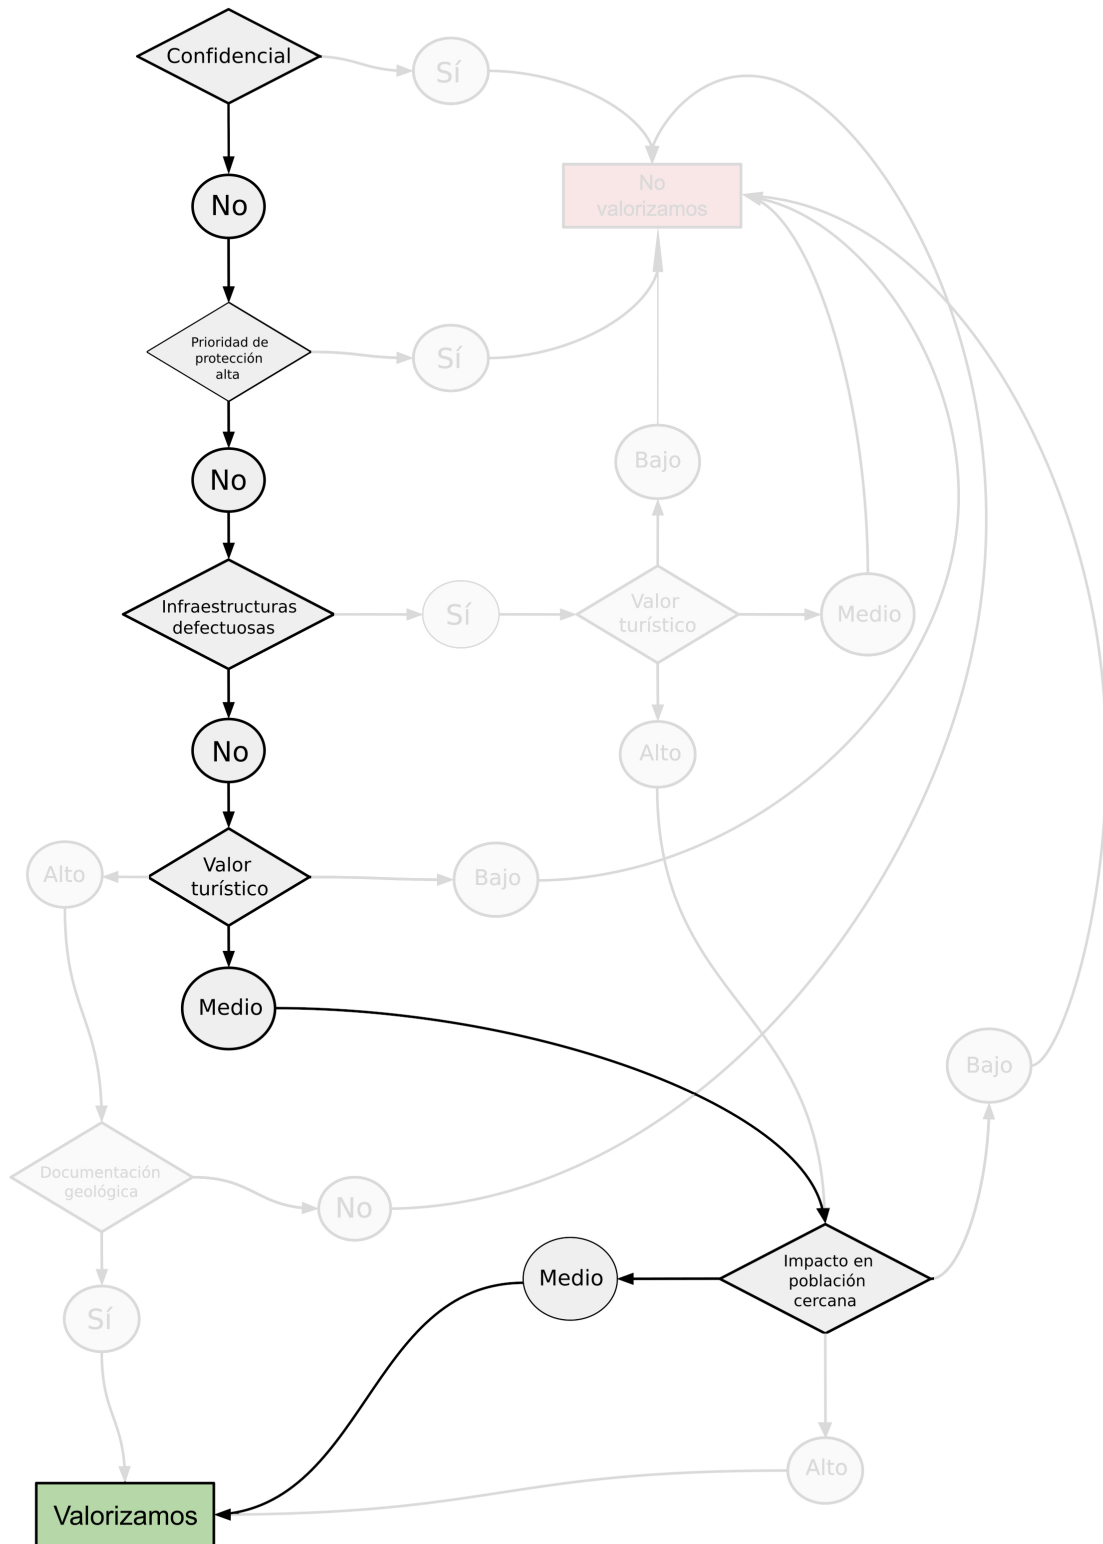 Confidencial
Sí
No
valorizamos
No
Prioridad de
protección
alta
Sí
No
Bajo
Infraestructuras
defectuosas
Sí
Valor
turístico
Medio
No
Alto
Alto
Valor
turístico
Bajo
Medio
Bajo
Documentación
geológica
No
Medio
Impacto en
población
cercana
Sí
Alto
Valorizamos